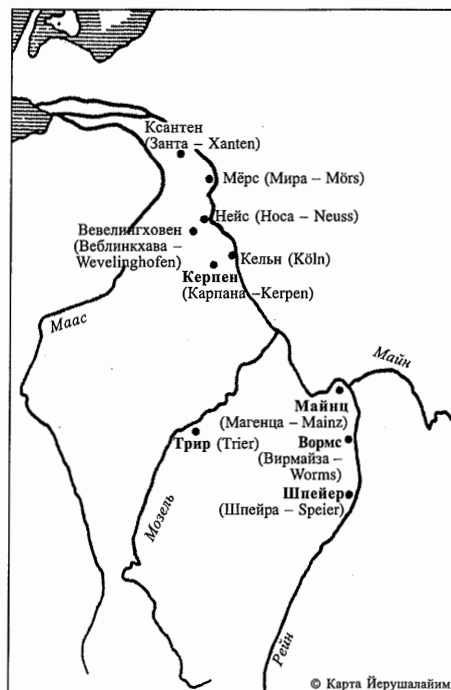 Ксантен
(Занта – Xanten)
Мёрс (Мира – Mörs)
Нейс (Носа – Neuss)
Вевелингховен
(Веблинкхава –
Wevelinghofen)
Кельн (Köln)
Керпен
(Карпана –Kerpen)
Маас
Майн
Майнц
(Магенца – Mainz)
Трир (Trier)
Вормс
(Вирмайза –
Worms)
Шпейер
(Шпейра – Speier)
Мозель
Рейн
© Карта Йерушалайим